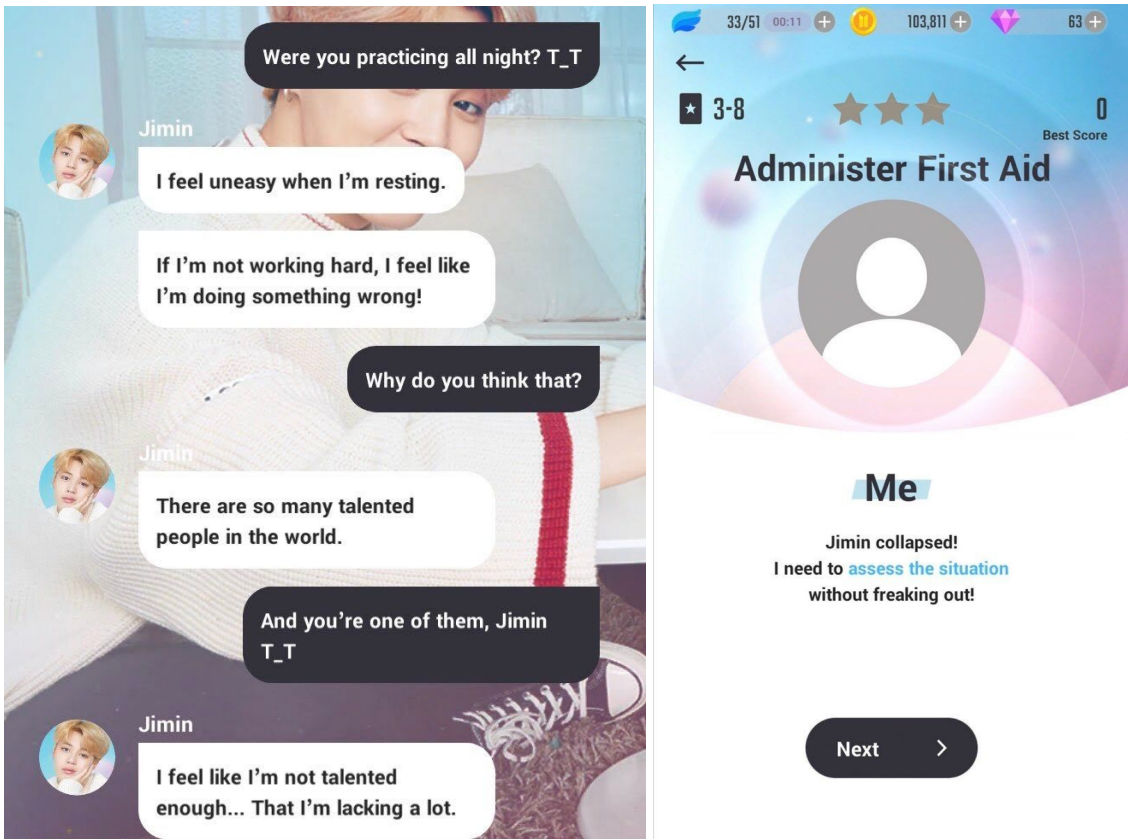 Were you practicing all night? T_T
Jimin
I feel uneasy when I'm resting.
If I'm not working hard, I feel like
I'm doing something wrong!
Why do you think that?
Jimin
There are so many talented
people in the world.
And you're one of them, Jimin
T_T
Jimin
I feel like I'm not talented
enough... That I'm lacking a lot.
33/51 00:11 + 103,811 + 63 +
3-8
0
Best Score
Administer First Aid
Me
Jimin collapsed!
I need to assess the situation
without freaking out!
Next